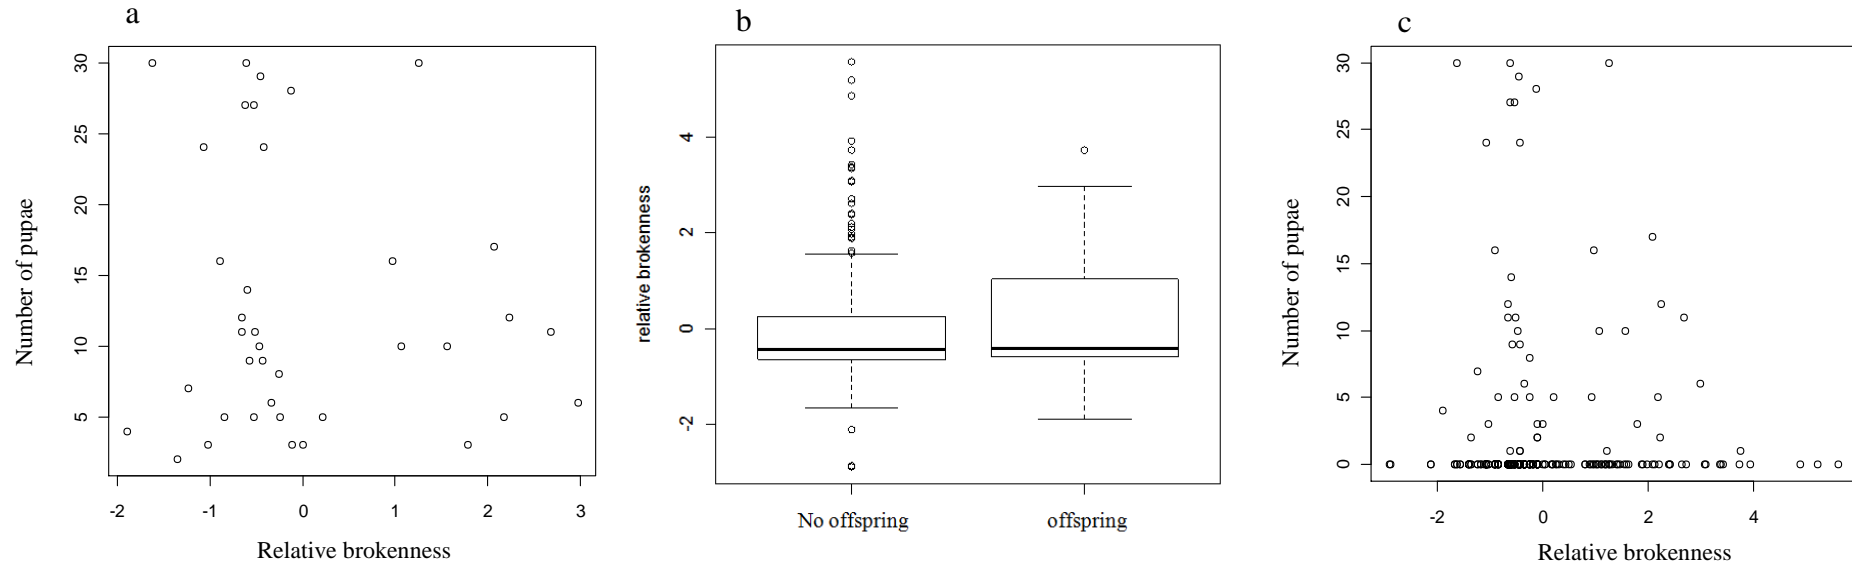 a
Number of pupae
30
25
20
15
10
5
-2
-1
0
1
2
3
Relative brokenness
b
relative brokenness
4
2
0
-2
No offspring
offspring
c
Number of pupae
30
25
20
15
10
5
0
-2
0
2
4
Relative brokenness